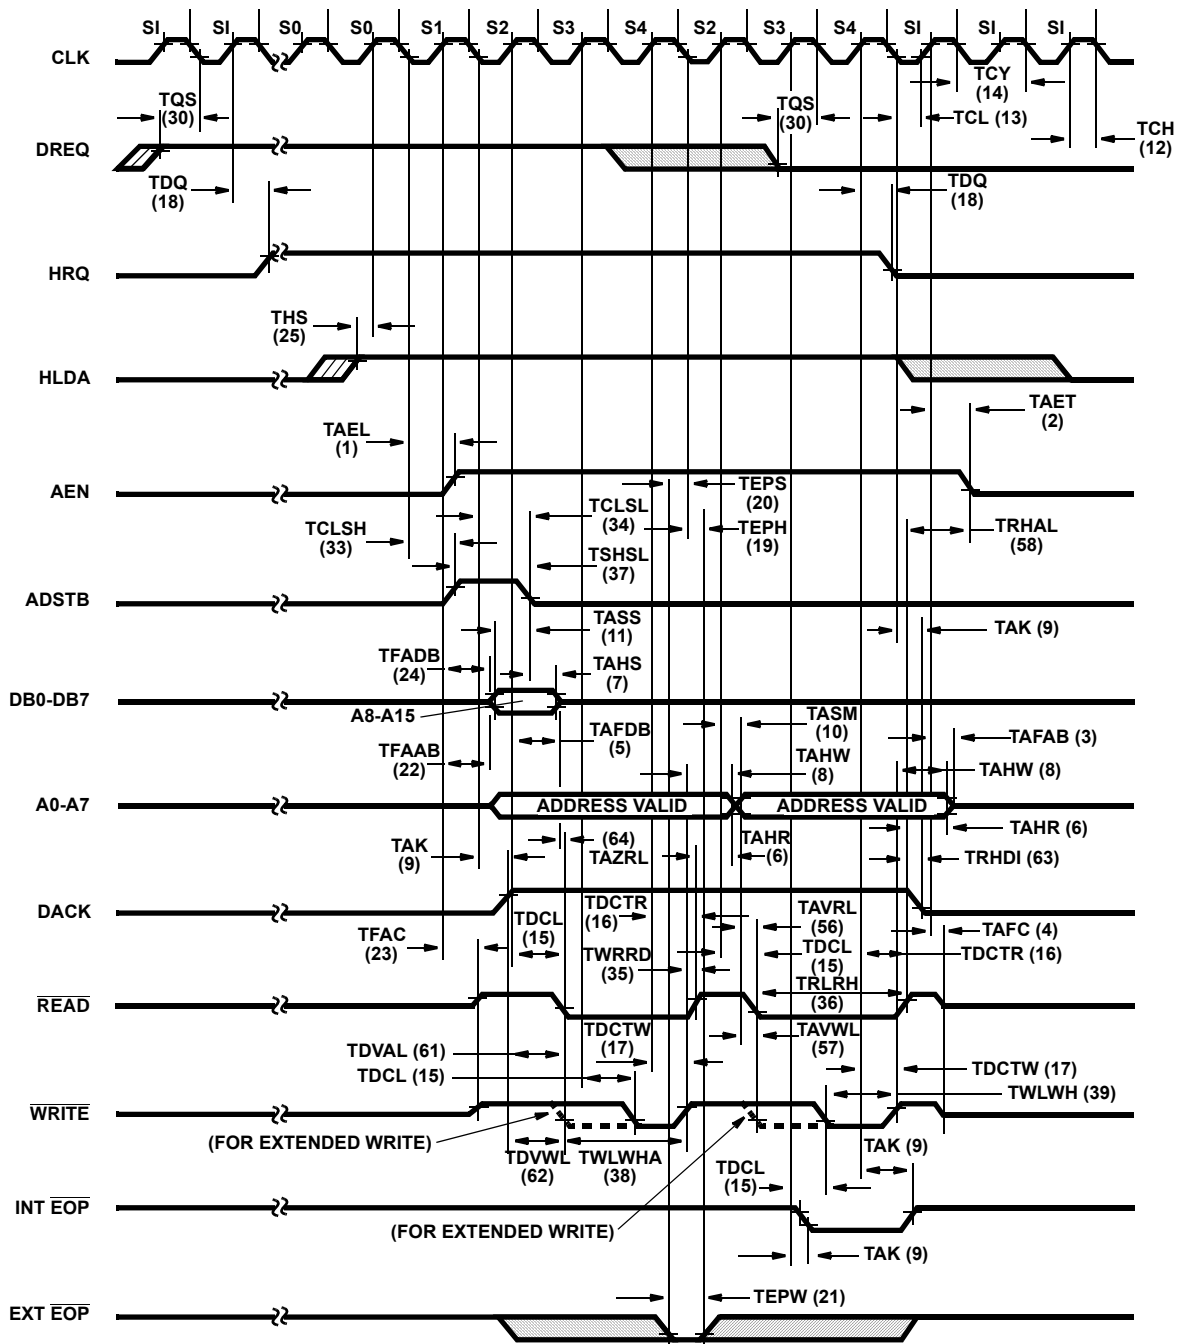 SI SI S0 S0 S1 S2 S3 S4 S2 S3 S4 SI SI SI
CLK
TCY
(14)
TQS
(30)
TQS
(30)
TCL (13)
TCH
(12)
DREQ
TDQ
(18)
TDQ
(18)
HRQ
THS
(25)
HLDA
TAET
(2)
TAEL
(1)
AEN
TEPS
(20)
TCLSL
(34)
TEPH
(19)
TCLSH
(33)
TRHAL
(58)
TSHSL
(37)
ADSTB
TASS
(11)
TAK (9)
TFADB
(24)
TAHS
(7)
DB0-DB7
A8-A15
TASM
(10)
TAFDB
(5)
TAFAB (3)
TFAAB
(22)
TAHW
(8)
TAHW (8)
A0-A7
ADDRESS VALID
ADDRESS VALID
TAHR (6)
(64)
TAZRL
TAK
(9)
TAHR
(6)
TRHDI (63)
DACK
TDCTR
(16)
TAVRL
(56)
TDCL
(15)
TAFC (4)
TFAC
(23)
TWRRD
(35)
TDCL
(15)
TDCTR (16)
TRLRH
(36)
READ
TDCTW
(17)
TAVWL
(57)
TDVAL (61)
TDCL (15)
TDCTW (17)
TWLWH (39)
WRITE
(FOR EXTENDED WRITE)
TDVWL
(62)
TWLWHA
(38)
TDCL
(15)
TAK (9)
INT EOP
(FOR EXTENDED WRITE)
TAK (9)
TEPW (21)
EXT EOP